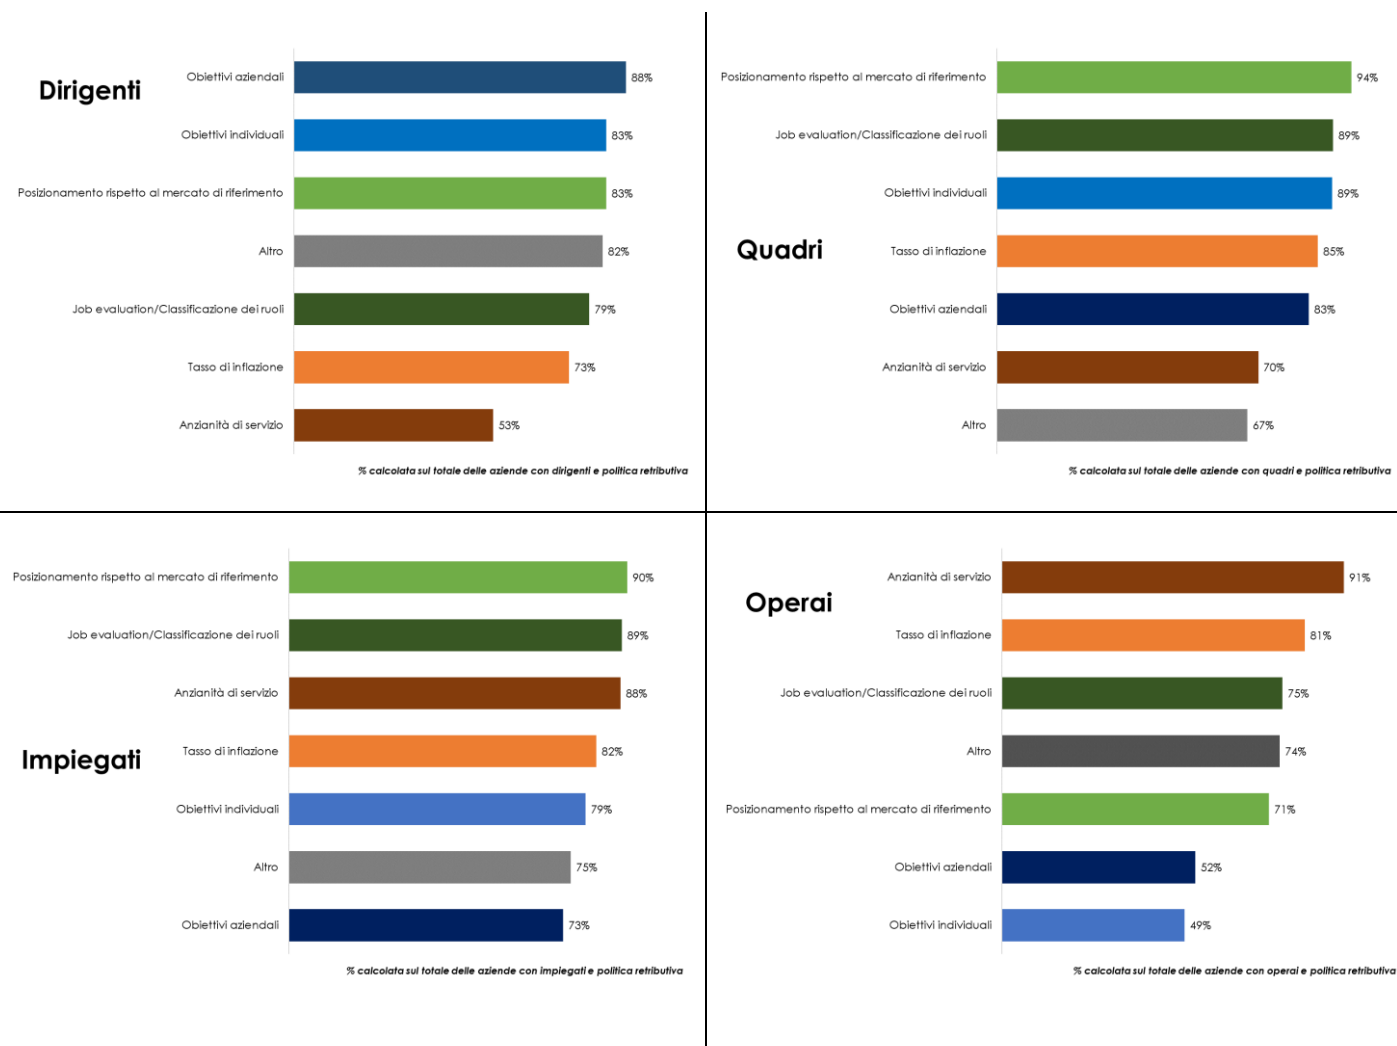 Dirigenti
Obiettivi aziendali 88%
Obiettivi individuali 83%
Posizionamento rispetto al mercato di riferimento 83%
Altro 82%
Job evaluation/Classificazione dei ruoli 79%
Tasso di inflazione 73%
Anzianità di servizio 53%
% calcolata sul totale delle aziende con dirigenti e politica retributiva
Quadri
Posizionamento rispetto al mercato di riferimento 94%
Job evaluation/Classificazione dei ruoli 89%
Obiettivi individuali 89%
Tasso di inflazione 85%
Obiettivi aziendali 83%
Anzianità di servizio 70%
Altro 67%
% calcolata sul totale delle aziende con quadri e politica retributiva
Impiegati
Posizionamento rispetto al mercato di riferimento 90%
Job evaluation/Classificazione dei ruoli 89%
Anzianità di servizio 88%
Tasso di inflazione 82%
Obiettivi individuali 79%
Altro 75%
Obiettivi aziendali 73%
% calcolata sul totale delle aziende con impiegati e politica retributiva
Operai
Anzianità di servizio 91%
Tasso di inflazione 81%
Job evaluation/Classificazione dei ruoli 75%
Altro 74%
Posizionamento rispetto al mercato di riferimento 71%
Obiettivi aziendali 52%
Obiettivi individuali 49%
% calcolata sul totale delle aziende con operai e politica retributiva